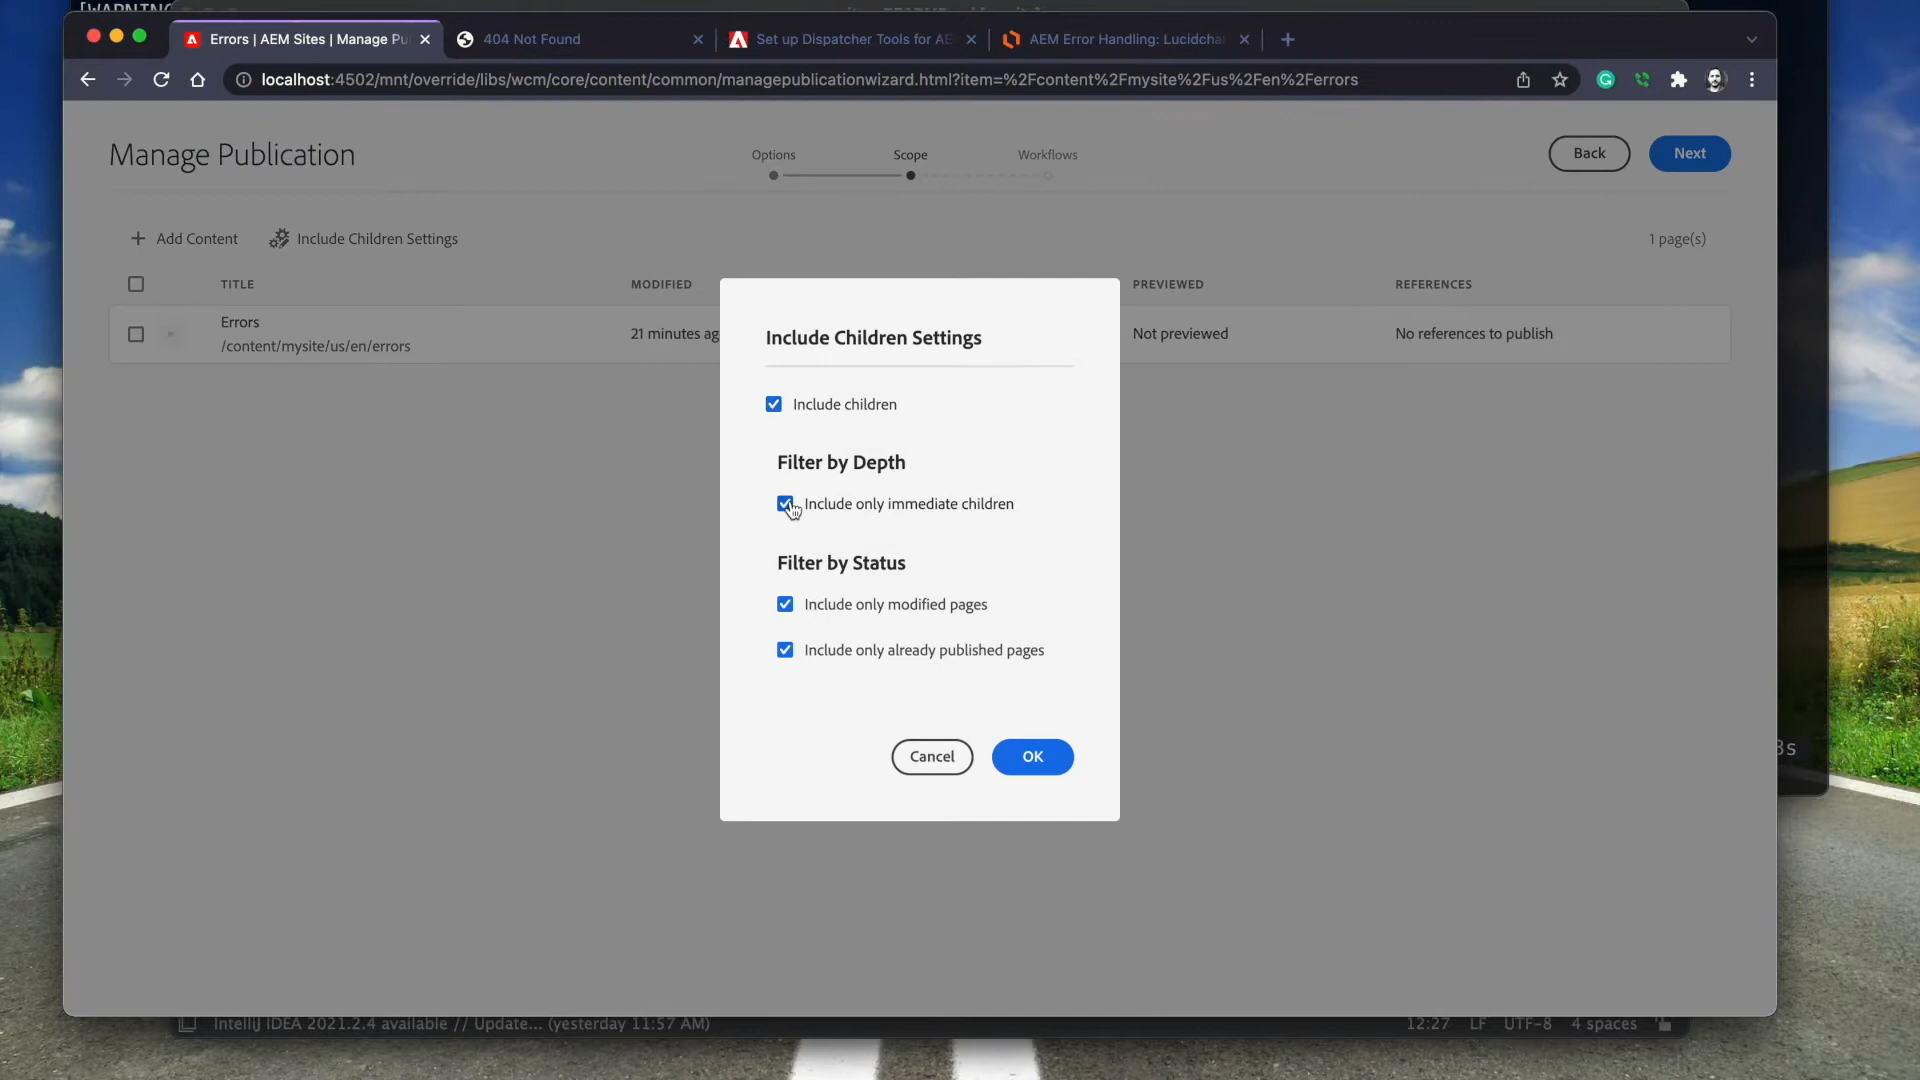 Errors | AEM Sites | Manage Pu
404 Not Found
Set up Dispatcher Tools for AE
AEM Error Handling: Lucidcha
localhost:4502/mnt/override/libs/wcm/core/content/common/managepublicationwizard.html?item=%2Fcontent%2Fmysite%2Fus%2Fen%2Ferrors
Manage Publication
Options
Scope
Workflows
Back
Next
Add Content
Include Children Settings
1 page(s)
TITLE
MODIFIED
PREVIEWED
REFERENCES
Errors
/content/mysite/us/en/errors
21 minutes ag
Not previewed
No references to publish
Include Children Settings
Include children
Filter by Depth
Include only immediate children
Filter by Status
Include only modified pages
Include only already published pages
Cancel
OK
3s
IntelliJ IDEA 2021.2.4 available // Update... (yesterday 11:57 AM)
12:27
LF
UTF-8
4 spaces